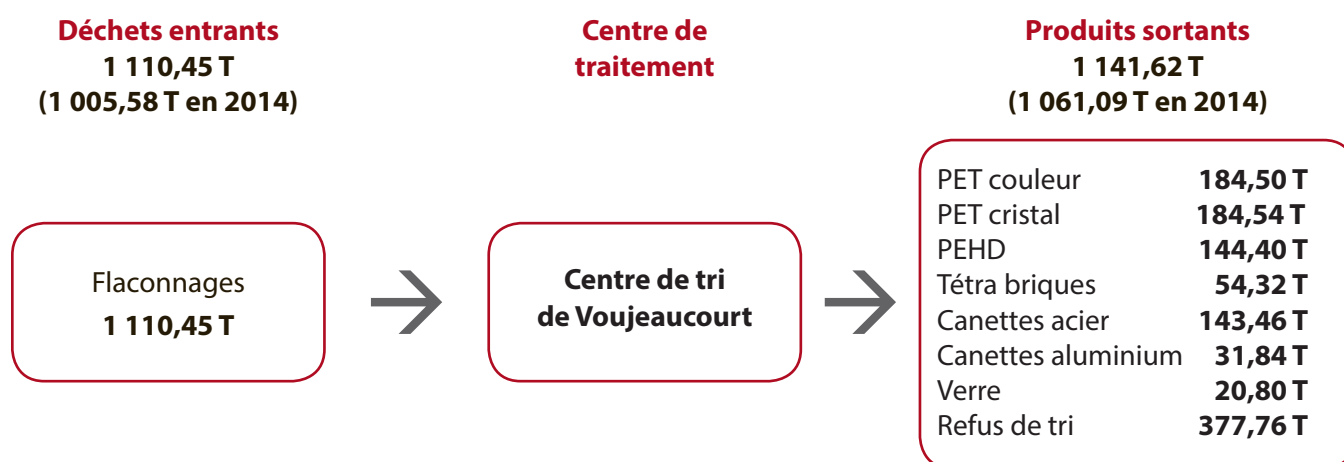 Déchets entrants
1 110,45 T
(1 005,58 T en 2014)
Centre de
traitement
Produits sortants
1 141,62 T
(1 061,09 T en 2014)
Flaconnages
1 110,45 T
Centre de tri
de Voujeaucourt
PET couleur 184,50 T
PET cristal 184,54 T
PEHD 144,40 T
Tétra briques 54,32 T
Canettes acier 143,46 T
Canettes aluminium 31,84 T
Verre 20,80 T
Refus de tri 377,76 T